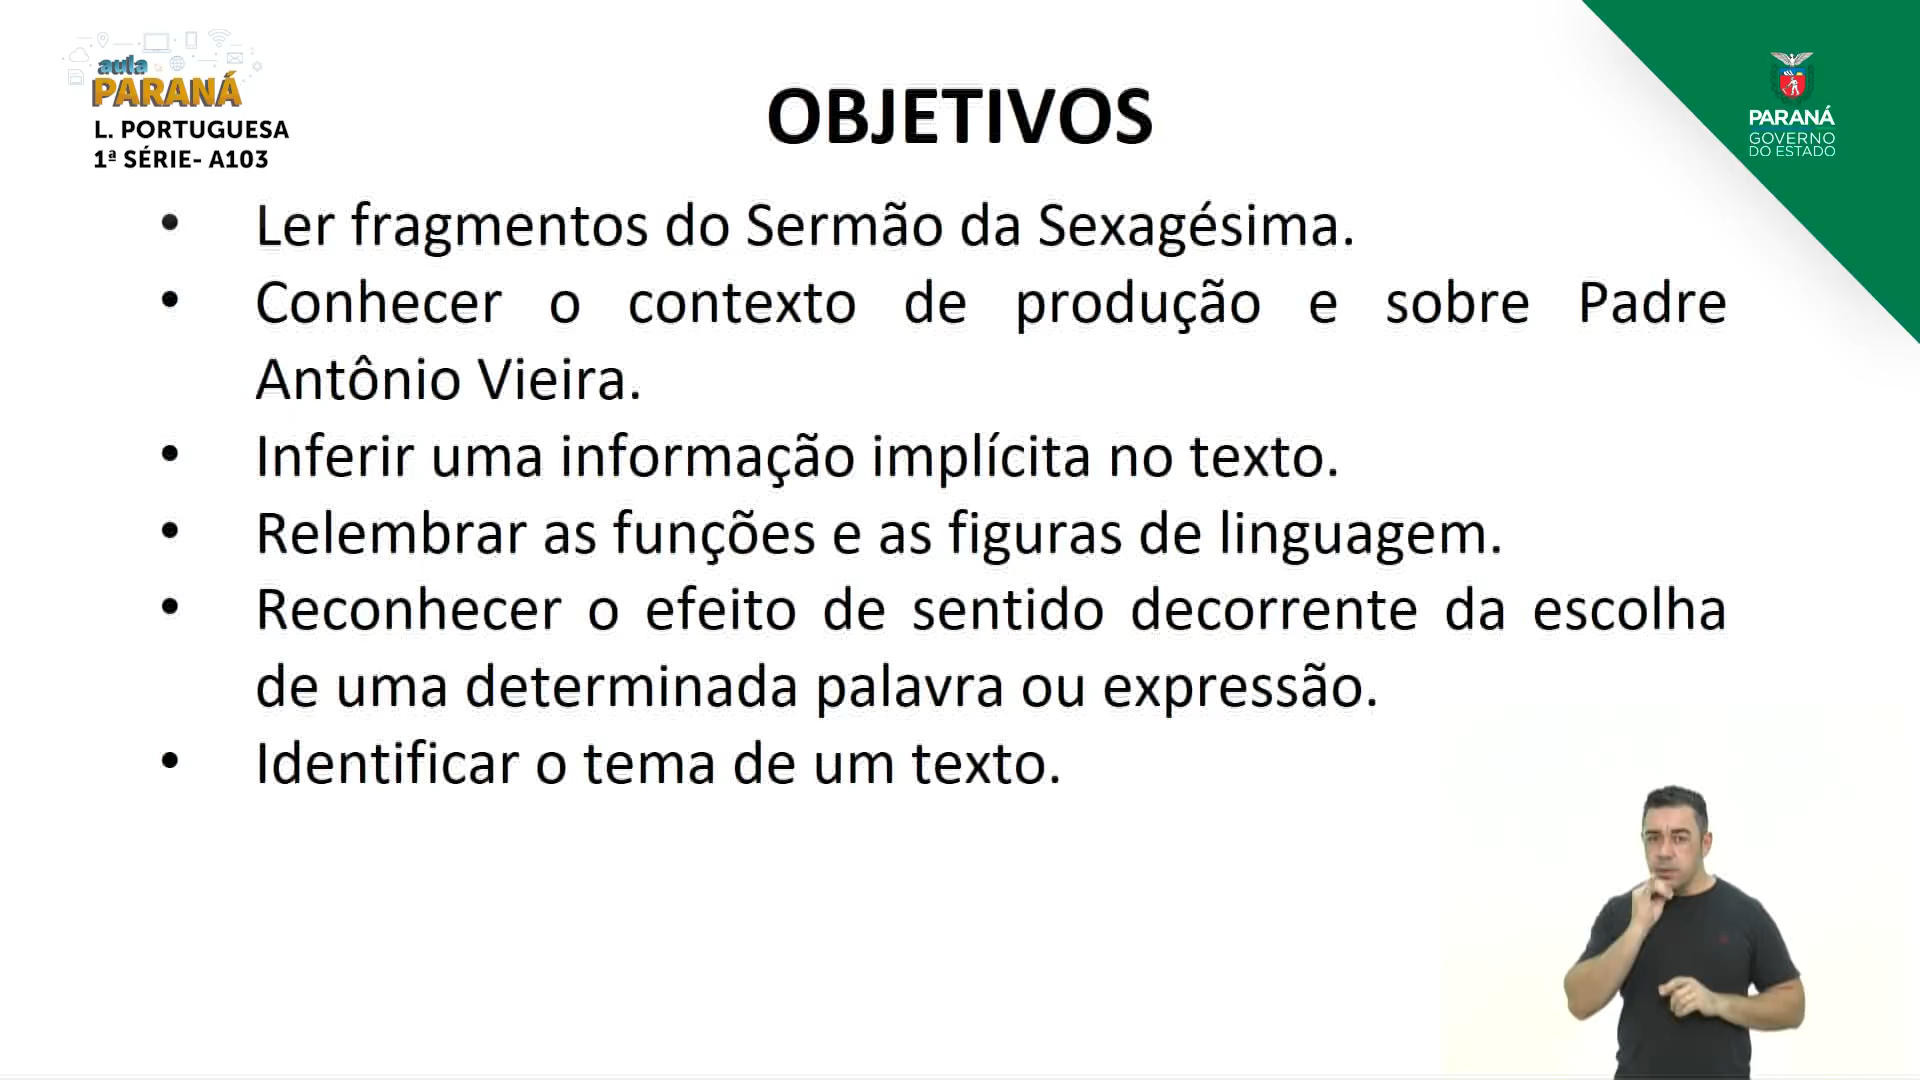 aula
PARANÁ
L. PORTUGUESA
1ª SÉRIE- A103
OBJETIVOS
PARANÁ
GOVERNO
DO ESTADO
• Ler fragmentos do Sermão da Sexagésima.
• Conhecer o contexto de produção e sobre Padre
Antônio Vieira.
• Inferir uma informação implícita no texto.
• Relembrar as funções e as figuras de linguagem.
• Reconhecer o efeito de sentido decorrente da escolha
de uma determinada palavra ou expressão.
• Identificar o tema de um texto.